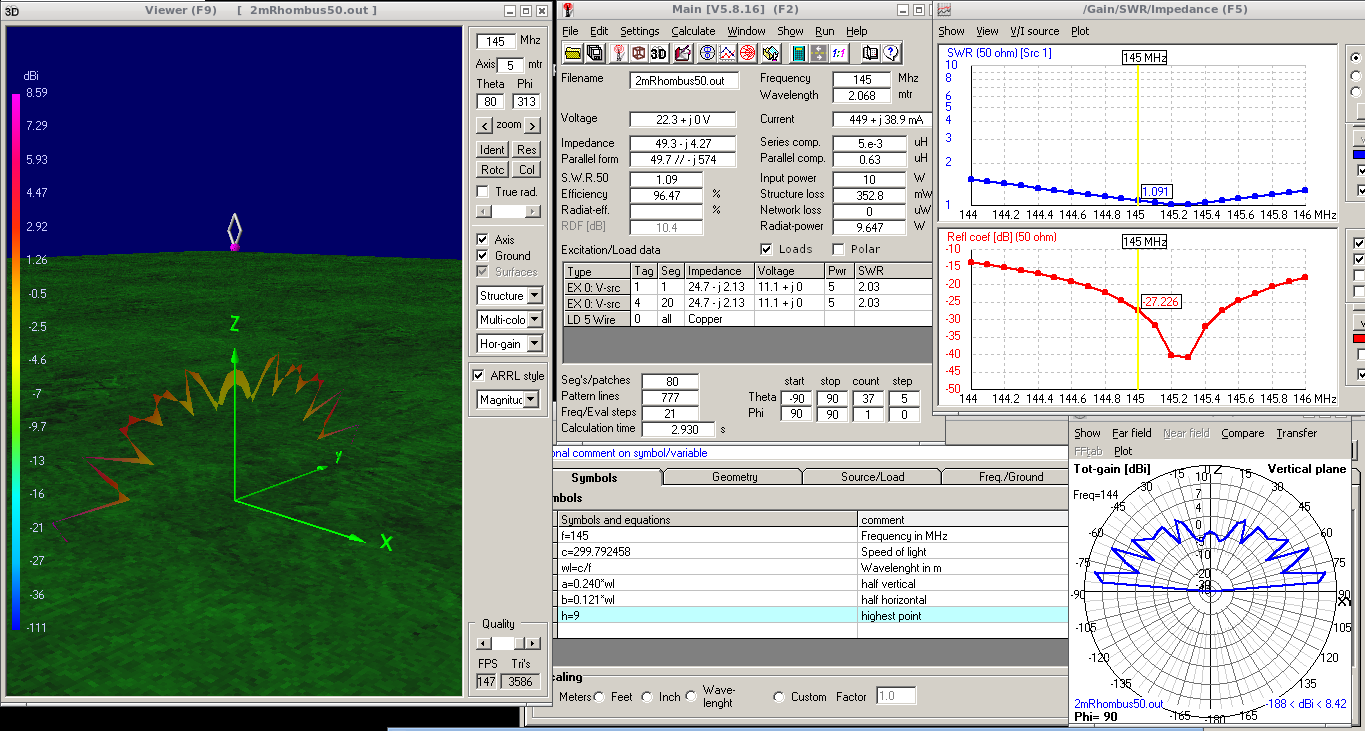 3D
Viewer (F9) [ 2mRhombus50.out ]
dBi
8.59
7.29
5.93
4.47
2.92
1.26
-0.5
-2.5
-4.6
-7
-9.7
-13
-16
-21
-27
-36
-111
Z
y
X
145 Mhz
Axis 5 mtr
Theta Phi
80 313
< zoom >
Ident Res
Rotc Col
True rad.
Axis
Ground
Surfaces
Structure
Multi-colo
Hor-gain
ARRL style
Magnituc
Quality
FPS Tri's
147 3586
Main [V5.8.16] (F2)
File Edit Settings Calculate Window Show Run Help
3D 1:1
Filename 2mRhombus50.out Frequency 145 Mhz
Wavelength 2.068 mtr
Voltage 22.3 + j 0 V Current 449 + j 38.9 mA
Impedance 49.3 - j 4.27 Series comp. 5.e-3 uH
Parallel form 49.7 // - j 574 Parallel comp. 0.63 uH
S.W.R.50 1.09 Input power 10 W
Efficiency 96.47 % Structure loss 352.8 mW
Radiat-eff. % Network loss 0 uW
RDF [dB] 10.4 Radiat-power 9.647 W
Excitation/Load data Loads Polar
Type Tag Seg Impedance Voltage Pwr SWR
EX 0: V-src 1 1 24.7 - j 2.13 11.1 + j 0 5 2.03
EX 0: V-src 4 20 24.7 - j 2.13 11.1 + j 0 5 2.03
LD 5 Wire 0 all Copper
Seg's/patches 80 start stop count step
Pattern lines 777 Theta -90 90 37 5
Freq/Eval steps 21 Phi 90 90 1 0
Calculation time 2.930 s
onal comment on symbol/variable
Symbols Geometry Source/Load Freq./Ground
mbols
Symbols and equations comment
f=145 Frequency in MHz
c=299.792458 Speed of light
wl=c/f Wavelenght in m
a=0.240*wl half vertical
b=0.121*wl half horizontal
h=9 highest point
caling
Meters Feet Inch Wave-lenght Custom Factor 1.0
/Gain/SWR/Impedance (F5)
Show View V/I source Plot
SWR (50 ohm) [Src 1]
145 MHz
10
8
6
5
4
3
2
1
1.091
144 144.2 144.4 144.6 144.8 145 145.2 145.4 145.6 145.8 146 MHz
Refl coef [dB] (50 ohm)
145 MHz
-10
-15
-20
-25
-30
-35
-40
-45
-50
-27.226
144 144.2 144.4 144.6 144.8 145 145.2 145.4 145.6 145.8 146 MHz
Show Far field Near field Compare Transfer
FFtab Plot
Tot-gain [dBi] Vertical plane
Freq=144
10 Z
-15 15
-30 30
-45 45
-60 60
-75 75
-90 90
-105 105
-120 120
-135 135
-165 -180 165
7
4
0
-5
-10
-20
2mRhombus50.out -188 < dBi < 8.42
Phi= 90